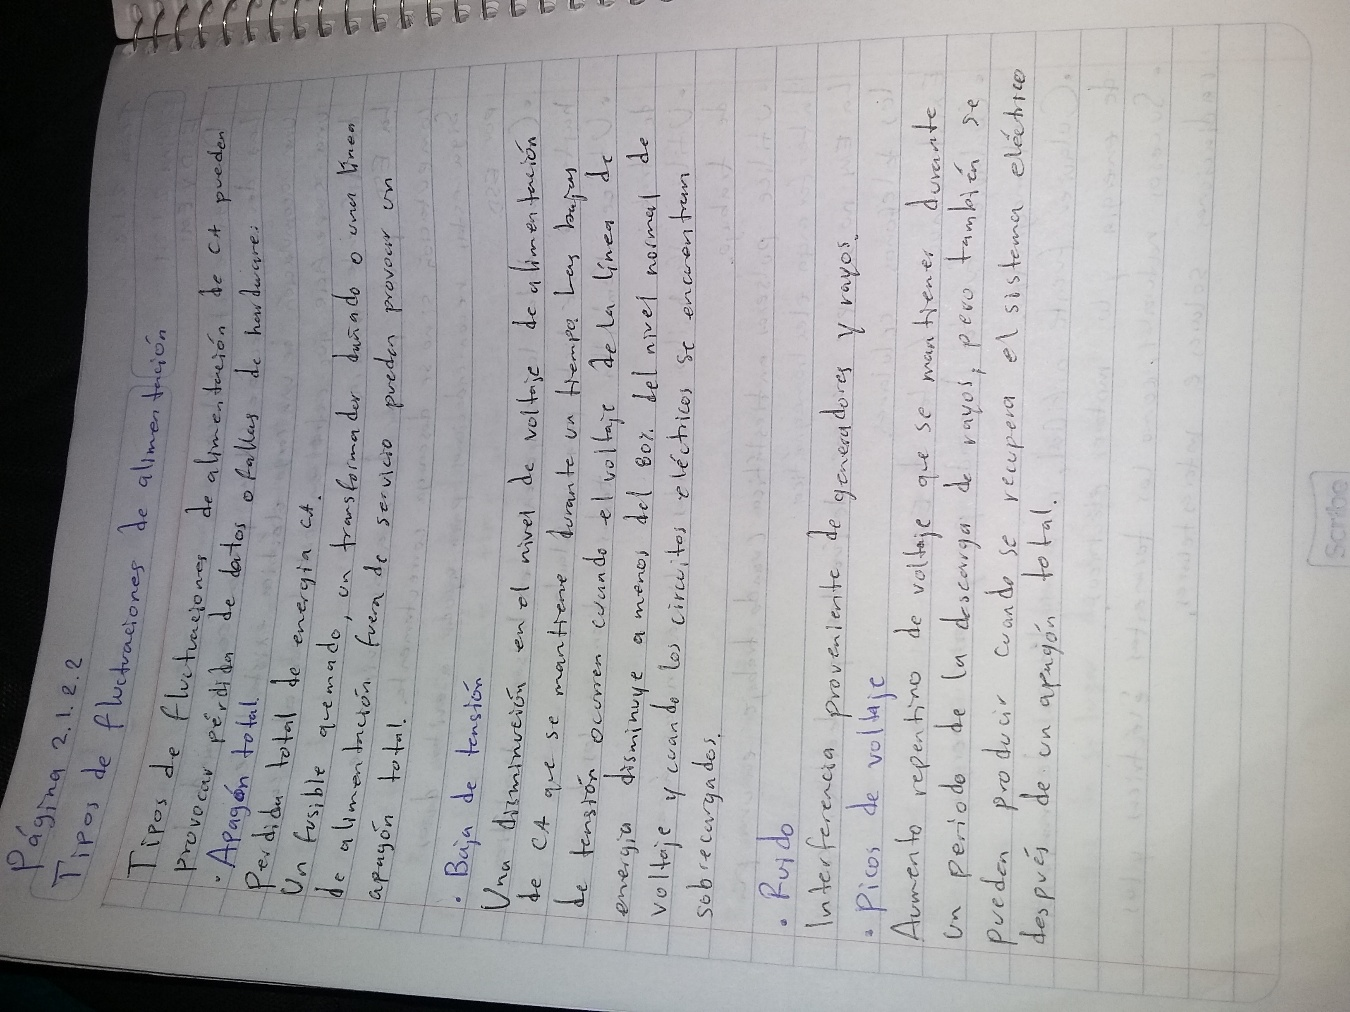 Página 2.1.2.2
Tipos de fluctuaciones de alimentación
Tipos de fluctuaciones de alimentación de CA pueden
provocar pérdida de datos o fallas de hardware:
• Apagón total.
Perdida total de energia CA.
Un fusible quemado, un transformador dañado o una línea
de alimentación fuera de servicio pueden provocar un
apagón total.
• Baja de tensión
Una disminución en el nivel de voltaje de alimentación
de CA que se mantiene durante un tiempo. Las bajas
de tensión ocurren cuando el voltaje de la línea de
energía disminuye a menos del 80% del nivel normal de
voltaje y cuando los circuitos eléctricos se encuentran
sobrecargados.
• Ruido
Interferencia proveniente de generadores y rayos.
• Picos de voltaje
Aumento repentino de voltaje que se mantiener durante
un periodo de la descarga de rayos, pero también se
pueden producir cuando se recupera el sistema eléctrico
después de un apagón total.
Scribe